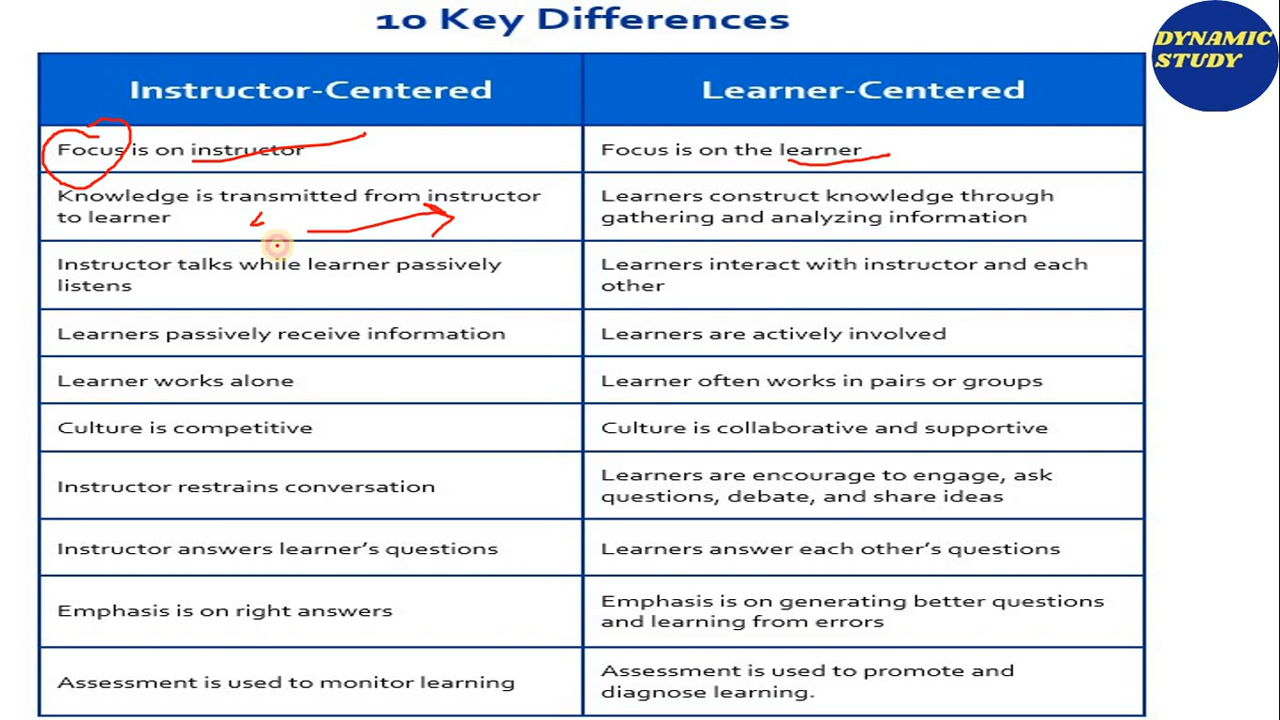 10 Key Differences
DYNAMIC
STUDY
Instructor-Centered
Learner-Centered
Focus is on instructor
Focus is on the learner
Knowledge is transmitted from instructor
to learner
Learners construct knowledge through
gathering and analyzing information
Instructor talks while learner passively
listens
Learners interact with instructor and each
other
Learners passively receive information
Learners are actively involved
Learner works alone
Learner often works in pairs or groups
Culture is competitive
Culture is collaborative and supportive
Instructor restrains conversation
Learners are encourage to engage, ask
questions, debate, and share ideas
Instructor answers learner’s questions
Learners answer each other’s questions
Emphasis is on right answers
Emphasis is on generating better questions
and learning from errors
Assessment is used to monitor learning
Assessment is used to promote and
diagnose learning.